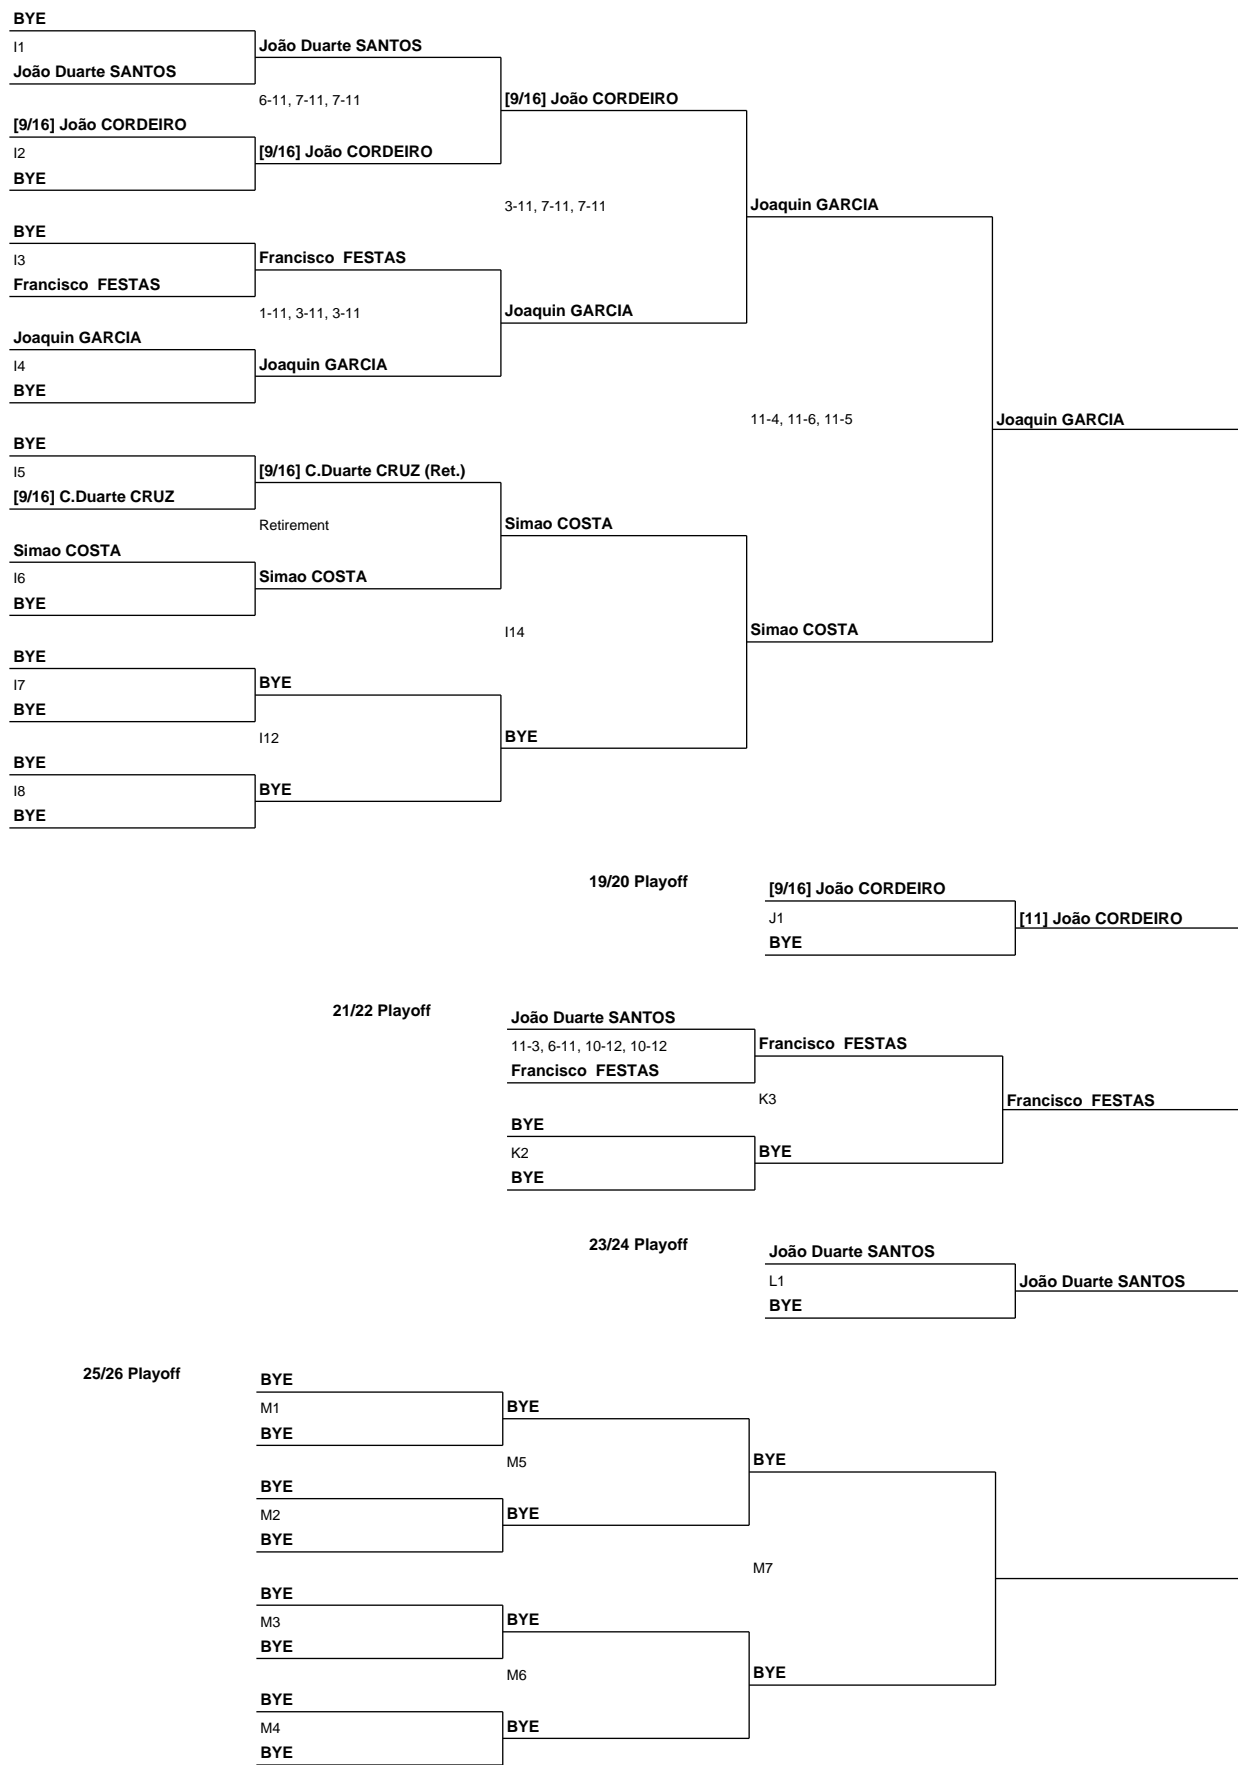 BYE
I1
João Duarte SANTOS
João Duarte SANTOS
6-11, 7-11, 7-11
[9/16] João CORDEIRO
[9/16] João CORDEIRO
I2
[9/16] João CORDEIRO
BYE
3-11, 7-11, 7-11
Joaquin GARCIA
BYE
I3
Francisco  FESTAS
Francisco  FESTAS
1-11, 3-11, 3-11
Joaquin GARCIA
Joaquin GARCIA
I4
Joaquin GARCIA
BYE
11-4, 11-6, 11-5
Joaquin GARCIA
BYE
I5
[9/16] C.Duarte CRUZ (Ret.)
[9/16] C.Duarte CRUZ
Retirement
Simao COSTA
Simao COSTA
I6
Simao COSTA
BYE
I14
Simao COSTA
BYE
I7
BYE
BYE
I12
BYE
BYE
I8
BYE
BYE
19/20 Playoff
[9/16] João CORDEIRO
J1
[11] João CORDEIRO
BYE
21/22 Playoff
João Duarte SANTOS
11-3, 6-11, 10-12, 10-12
Francisco  FESTAS
Francisco  FESTAS
K3
Francisco  FESTAS
BYE
K2
BYE
BYE
23/24 Playoff
João Duarte SANTOS
L1
João Duarte SANTOS
BYE
25/26 Playoff
BYE
M1
BYE
BYE
M5
BYE
BYE
M2
BYE
BYE
M7
BYE
M3
BYE
BYE
M6
BYE
BYE
M4
BYE
BYE